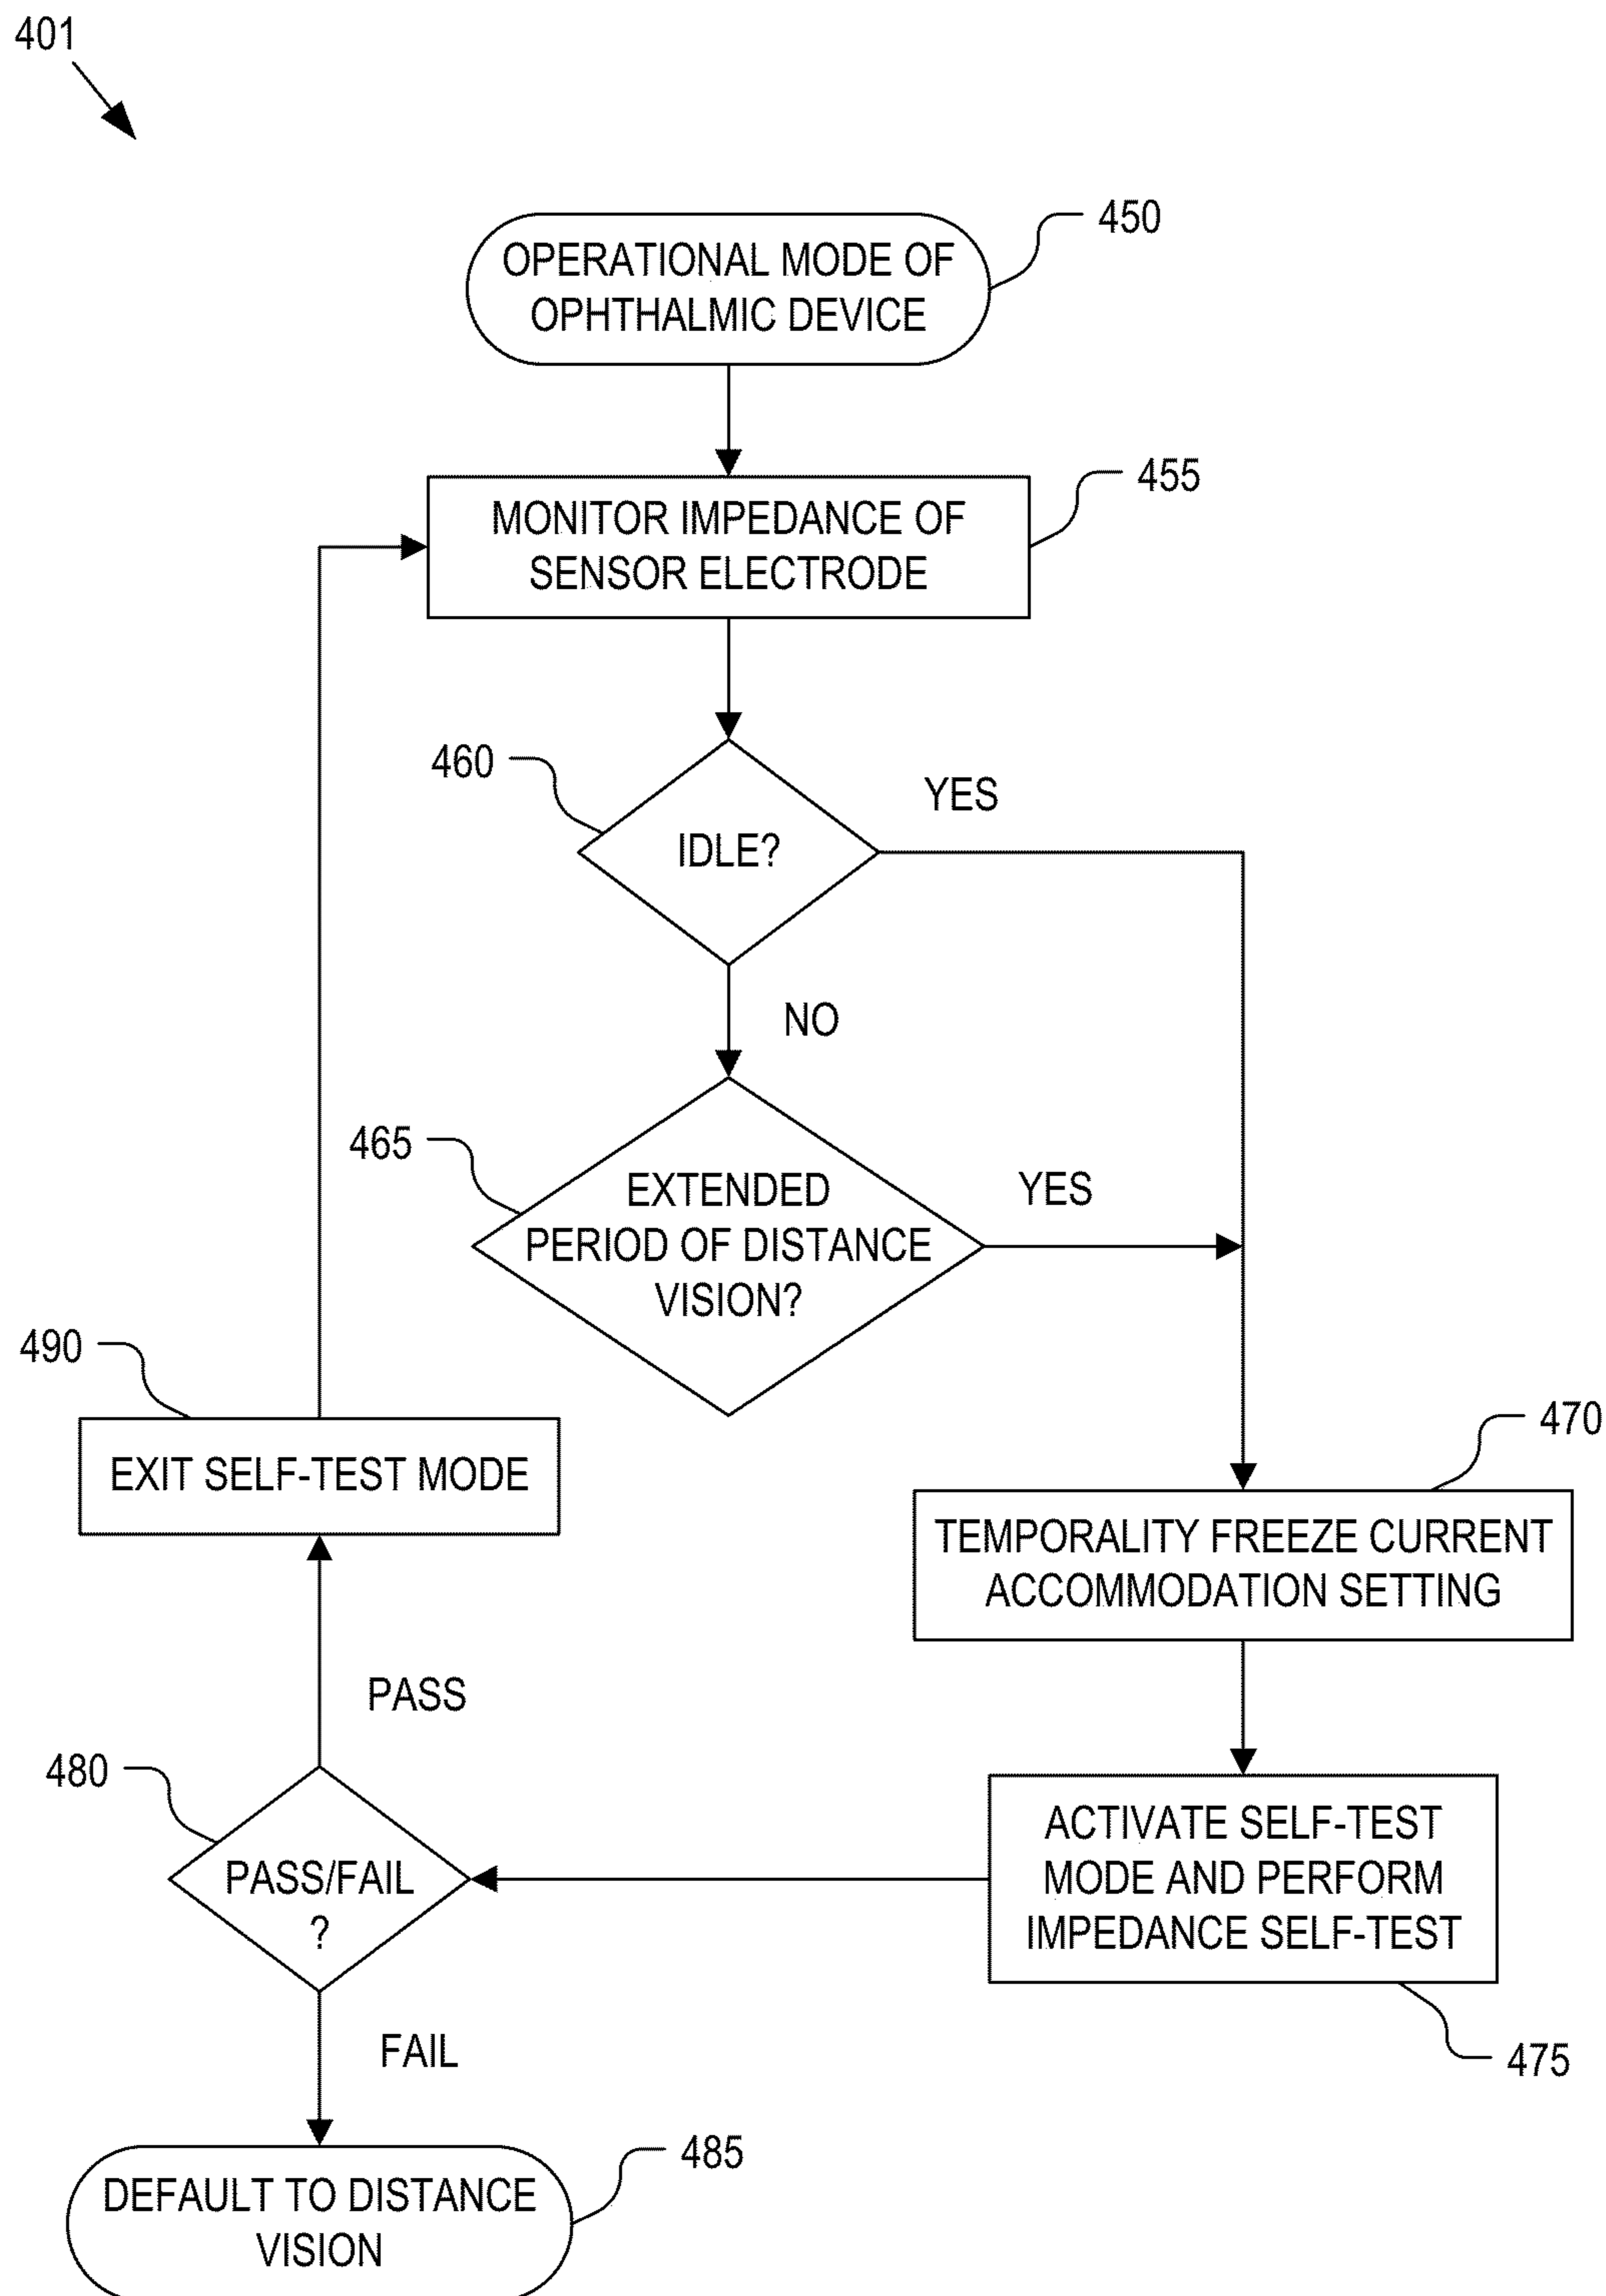 401
450
OPERATIONAL MODE OF
OPHTHALMIC DEVICE
455
MONITOR IMPEDANCE OF
SENSOR ELECTRODE
460
YES
IDLE?
NO
465
EXTENDED
PERIOD OF DISTANCE
VISION?
YES
490
EXIT SELF-TEST MODE
470
TEMPORALITY FREEZE CURRENT
ACCOMMODATION SETTING
PASS
480
PASS/FAIL
?
ACTIVATE SELF-TEST
MODE AND PERFORM
IMPEDANCE SELF-TEST
475
FAIL
485
DEFAULT TO DISTANCE
VISION